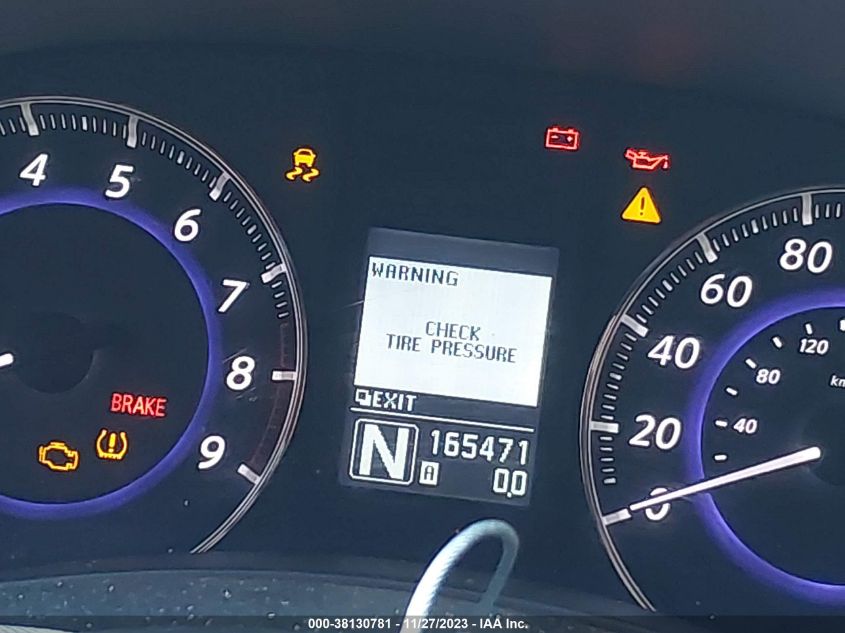 4 5 6 7 8 9
BRAKE
WARNING
CHECK
TIRE PRESSURE
EXIT
N 165471
A 0.0
0 20 40 60 80
40 80 120
km
000-38130781 - 11/27/2023 - IAA Inc.